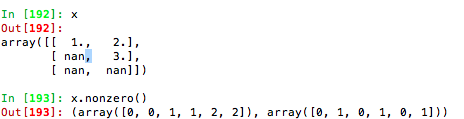 In [192]: x
Out[192]:
array([[  1.,   2.],
       [ nan,   3.],
       [ nan,  nan]])
In [193]: x.nonzero()
Out[193]: (array([0, 0, 1, 1, 2, 2]), array([0, 1, 0, 1, 0, 1]))